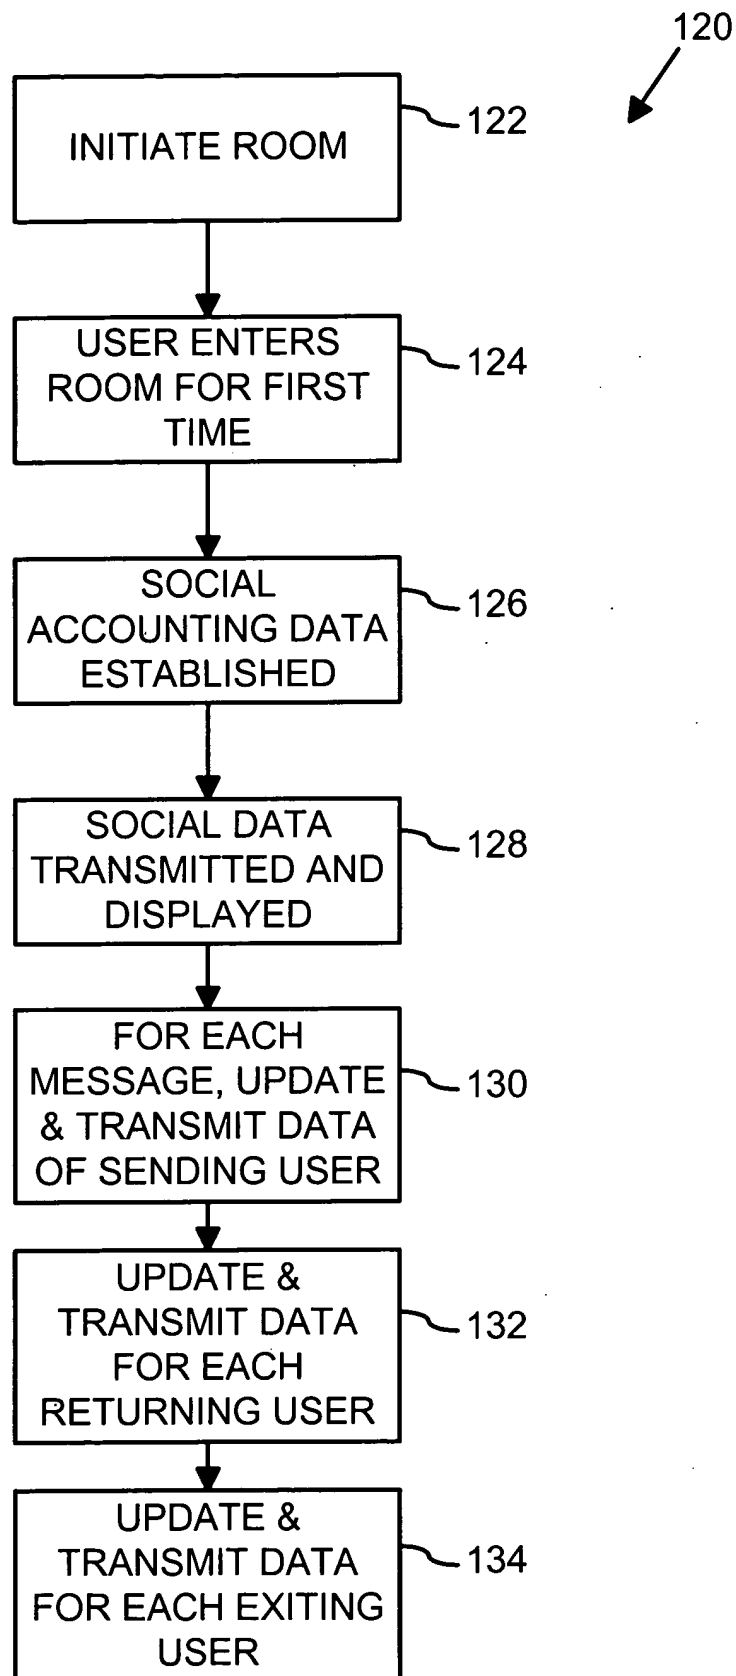 120
INITIATE ROOM
122
USER ENTERS
ROOM FOR FIRST
TIME
124
SOCIAL
ACCOUNTING DATA
ESTABLISHED
126
SOCIAL DATA
TRANSMITTED AND
DISPLAYED
128
FOR EACH
MESSAGE, UPDATE
& TRANSMIT DATA
OF SENDING USER
130
UPDATE &
TRANSMIT DATA
FOR EACH
RETURNING USER
132
UPDATE &
TRANSMIT DATA
FOR EACH EXITING
USER
134